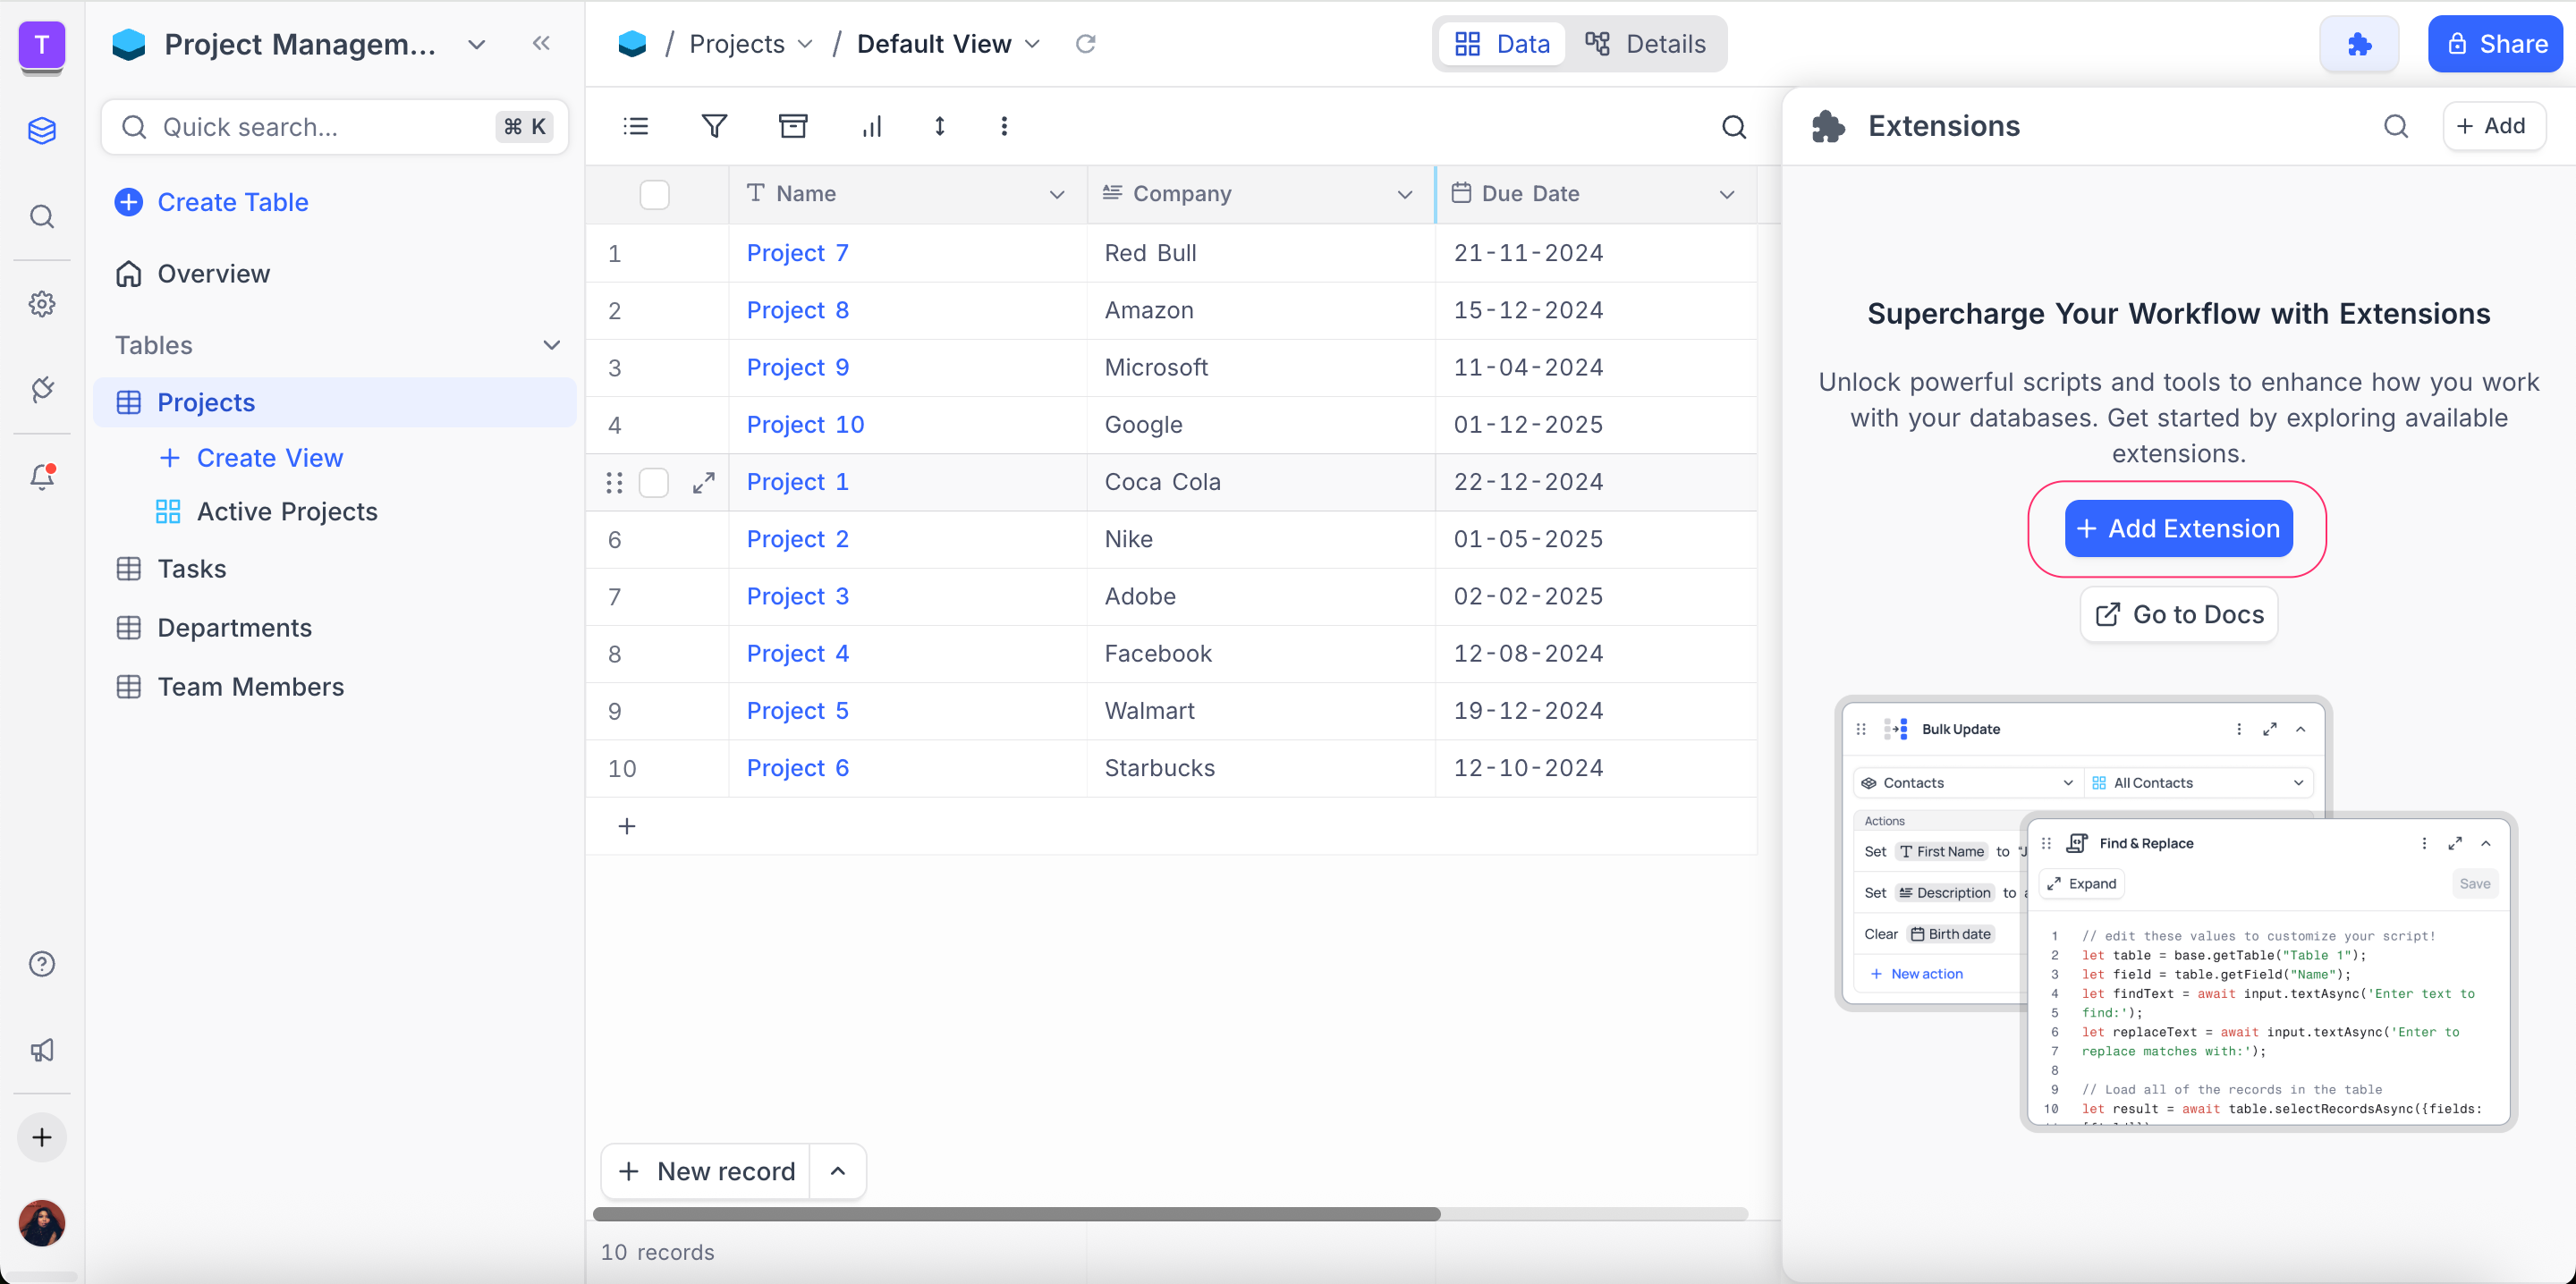 T
Project Managem...
/ Projects / Default View
Data
Details
Share
Quick search...
⌘ K
Create Table
Overview
Tables
Projects
+ Create View
Active Projects
Tasks
Departments
Team Members
Name
Company
Due Date
1 Project 7 Red Bull 21-11-2024
2 Project 8 Amazon 15-12-2024
3 Project 9 Microsoft 11-04-2024
4 Project 10 Google 01-12-2025
Project 1 Coca Cola 22-12-2024
6 Project 2 Nike 01-05-2025
7 Project 3 Adobe 02-02-2025
8 Project 4 Facebook 12-08-2024
9 Project 5 Walmart 19-12-2024
10 Project 6 Starbucks 12-10-2024
+
+ New record
10 records
Extensions
+ Add
Supercharge Your Workflow with Extensions
Unlock powerful scripts and tools to enhance how you work
with your databases. Get started by exploring available
extensions.
+ Add Extension
Go to Docs
Bulk Update
Contacts
All Contacts
Actions
Set First Name to "J
Set Description to a
Clear Birth date
+ New action
Find & Replace
Expand
Save
1 // edit these values to customize your script!
2 let table = base.getTable("Table 1");
3 let field = table.getField("Name");
4 let findText = await input.textAsync('Enter text to
5 find:');
6 let replaceText = await input.textAsync('Enter to
7 replace matches with:');
8
9 // Load all of the records in the table
10 let result = await table.selectRecordsAsync({fields: